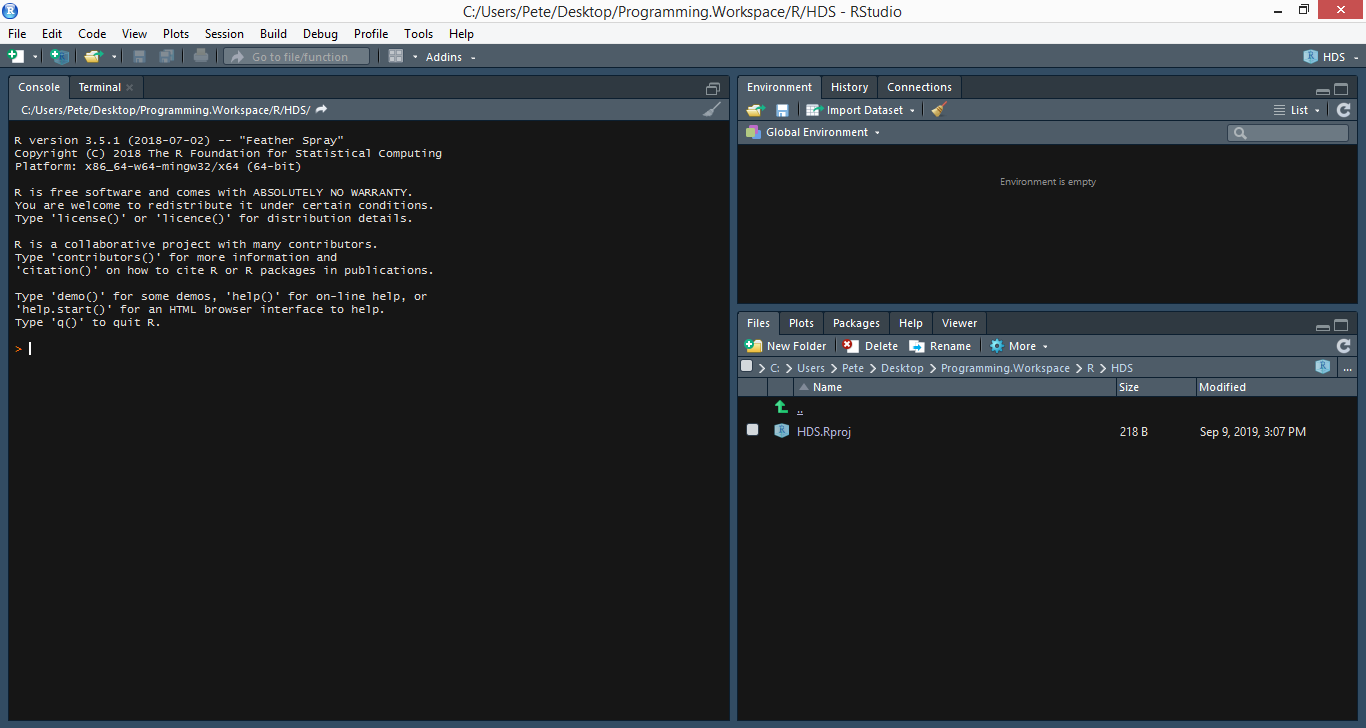 C:/Users/Pete/Desktop/Programming.Workspace/R/HDS - RStudio
File Edit Code View Plots Session Build Debug Profile Tools Help
Go to file/function Addins HDS
Console Terminal
C:/Users/Pete/Desktop/Programming.Workspace/R/HDS/
R version 3.5.1 (2018-07-02) -- "Feather Spray"
Copyright (C) 2018 The R Foundation for Statistical Computing
Platform: x86_64-w64-mingw32/x64 (64-bit)
R is free software and comes with ABSOLUTELY NO WARRANTY.
You are welcome to redistribute it under certain conditions.
Type 'license()' or 'licence()' for distribution details.
R is a collaborative project with many contributors.
Type 'contributors()' for more information and
'citation()' on how to cite R or R packages in publications.
Type 'demo()' for some demos, 'help()' for on-line help, or
'help.start()' for an HTML browser interface to help.
Type 'q()' to quit R.
>
Environment History Connections
Import Dataset List
Global Environment
Environment is empty
Files Plots Packages Help Viewer
New Folder Delete Rename More
C: Users Pete Desktop Programming.Workspace R HDS ...
Name Size Modified
..
HDS.Rproj 218 B Sep 9, 2019, 3:07 PM